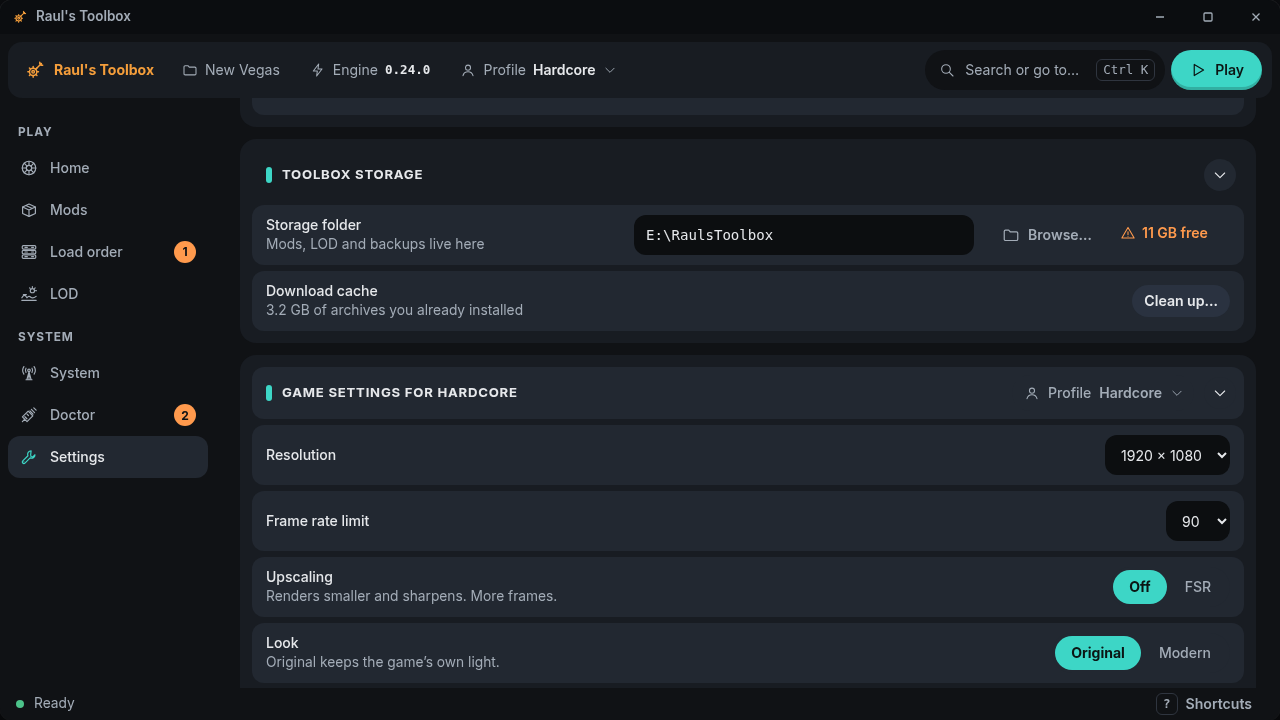 Raul's Toolbox
Raul's Toolbox
New Vegas
Engine 0.24.0
Profile Hardcore
Search or go to...
Ctrl K
Play
PLAY
Home
Mods
Load order
1
LOD
SYSTEM
System
Doctor
2
Settings
TOOLBOX STORAGE
Storage folder
Mods, LOD and backups live here
E:\RaulsToolbox
Browse...
11 GB free
Download cache
3.2 GB of archives you already installed
Clean up...
GAME SETTINGS FOR HARDCORE
Profile Hardcore
Resolution
1920 × 1080
Frame rate limit
90
Upscaling
Renders smaller and sharpens. More frames.
Off
FSR
Look
Original keeps the game’s own light.
Original
Modern
Ready
? Shortcuts